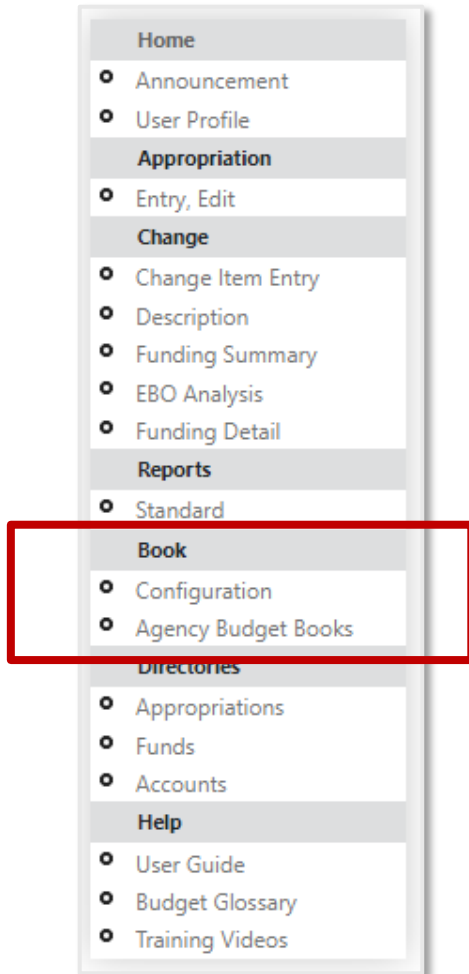 Home
Announcement
User Profile
Appropriation
Entry, Edit
Change
Change Item Entry
Description
Funding Summary
EBO Analysis
Funding Detail
Reports
Standard
Book
Configuration
Agency Budget Books
Directories
Appropriations
Funds
Accounts
Help
User Guide
Budget Glossary
Training Videos